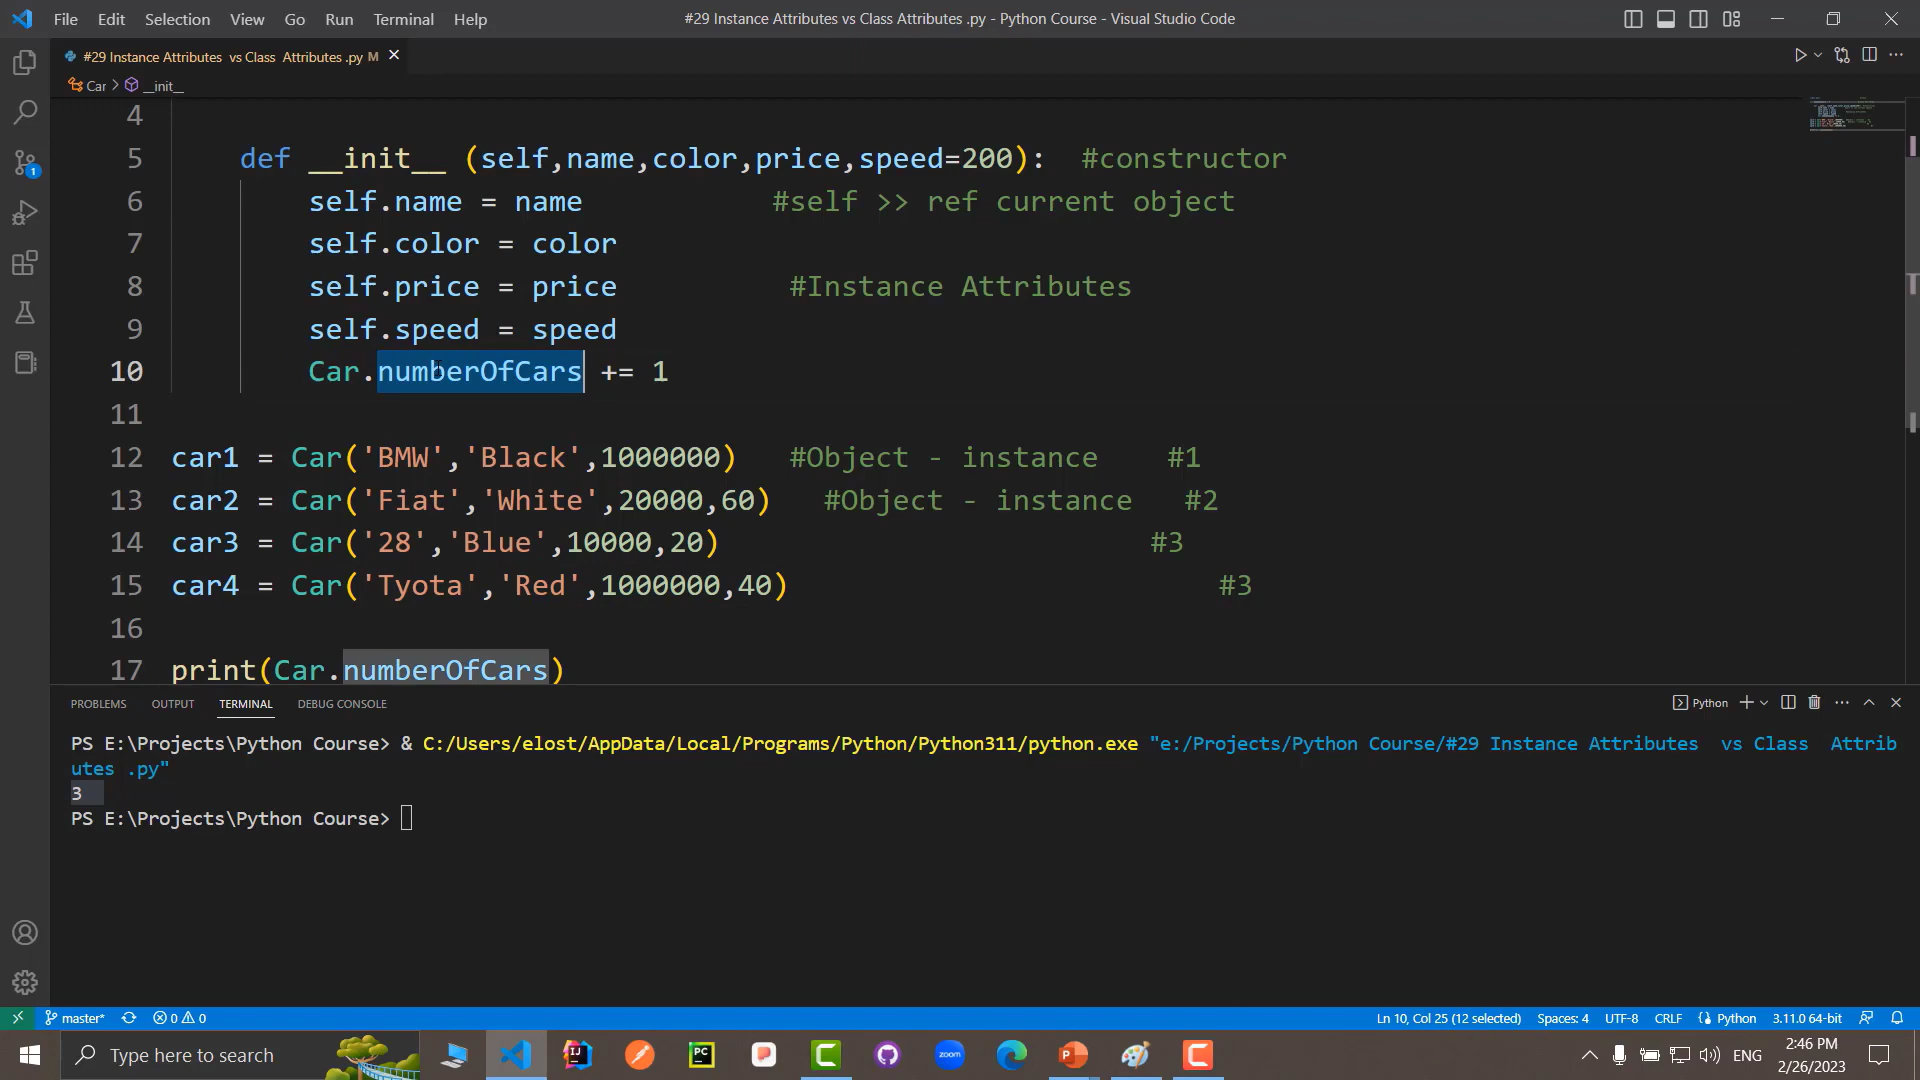 File Edit Selection View Go Run Terminal Help
#29 Instance Attributes vs Class Attributes .py - Python Course - Visual Studio Code
#29 Instance Attributes vs Class Attributes .py M
Car > __init__
4
5 def __init__ (self,name,color,price,speed=200): #constructor
6 self.name = name #self >> ref current object
7 self.color = color
8 self.price = price #Instance Attributes
9 self.speed = speed
10 Car.numberOfCars += 1
11
12 car1 = Car('BMW','Black',1000000) #Object - instance #1
13 car2 = Car('Fiat','White',20000,60) #Object - instance #2
14 car3 = Car('28','Blue',10000,20) #3
15 car4 = Car('Tyota','Red',1000000,40) #3
16
17 print(Car.numberOfCars)
PROBLEMS OUTPUT TERMINAL DEBUG CONSOLE
Python
PS E:\Projects\Python Course> & C:/Users/elost/AppData/Local/Programs/Python/Python311/python.exe "e:/Projects/Python Course/#29 Instance Attributes vs Class Attrib
utes .py"
3
PS E:\Projects\Python Course>
master* 0 0
Ln 10, Col 25 (12 selected) Spaces: 4 UTF-8 CRLF Python 3.11.0 64-bit
Type here to search
IJ
PC
zoom
ENG
2:46 PM
2/26/2023